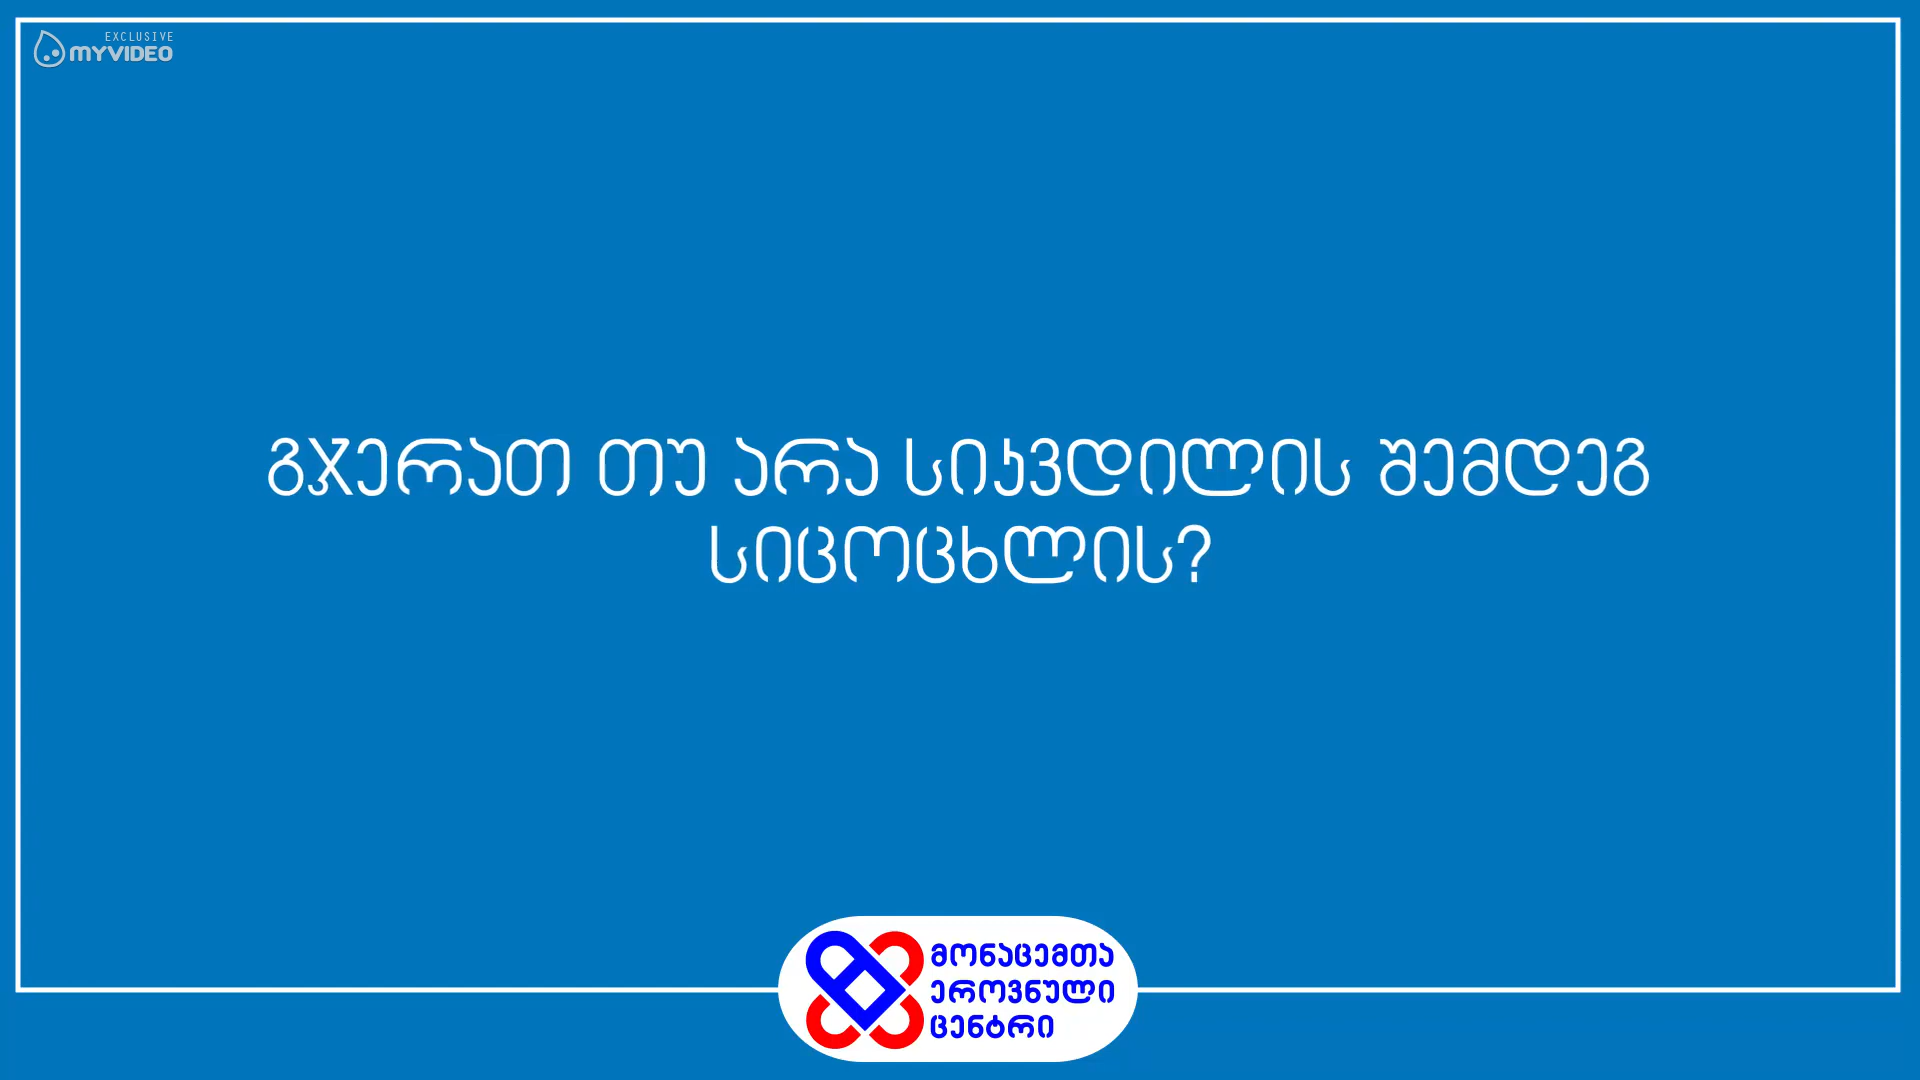 EXCLUSIVE
MYVIDEO
გჯერათ თუ არა სიკვდილის შემდეგ
სიცოცხლის?
მონაცემთა
ეროვნული
ცენტრი